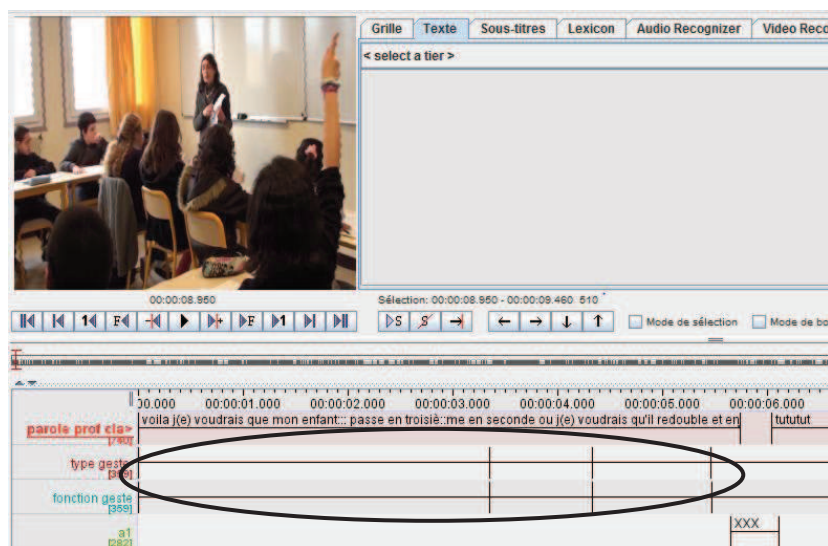 Grille Texte Sous-titres Lexicon Audio Recognizer Video Reco
< select a tier >
00:00:08.950 Sélection: 00:00:08.950 - 00:00:09.460 510
1 F + F 1 S S Mode de sélection Mode de bo
00.000 00:00:01.000 00:00:02.000 00:00:03.000 00:00:04.000 00:00:05.000 00:00:06.000
parole prof cla> voila j(e) voudrais que mon enfant::: passe en troisiè::me en seconde ou j(e) voudrais qu'il redouble et en tututut
[740]
type geste
fonction geste
[359]
a1 XXX
[282]